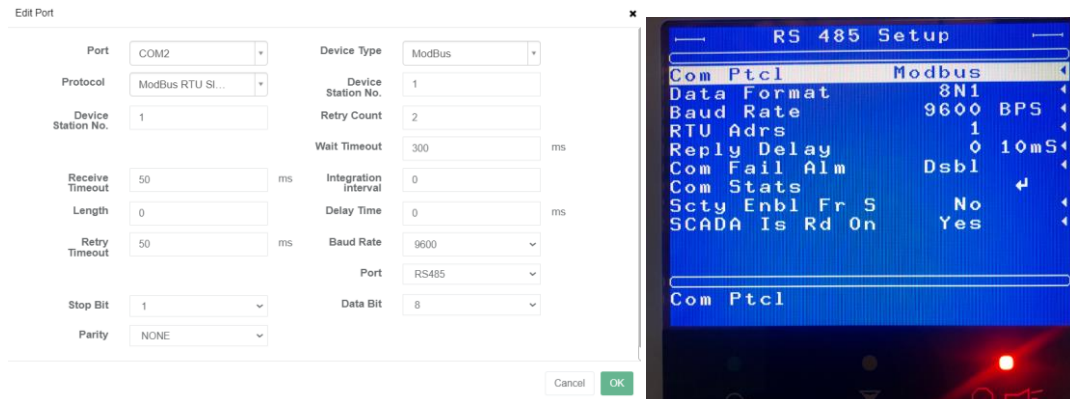 Edit Port ×
Port COM2 Device Type ModBus
Protocol ModBus RTU Sl... Device Station No. 1
Device Station No. 1 Retry Count 2
Wait Timeout 300 ms
Receive Timeout 50 ms Integration interval 0
Length 0 Delay Time 0 ms
Retry Timeout 50 ms Baud Rate 9600
Port RS485
Stop Bit 1 Data Bit 8
Parity NONE
Cancel OK
RS 485 Setup
Com Ptcl Modbus
Data Format 8N1
Baud Rate 9600 BPS
RTU Adrs 1
Reply Delay 0 10mS
Com Fail Alm Dsbl
Com Stats
Scty Enbl Fr S No
SCADA Is Rd On Yes
Com Ptcl